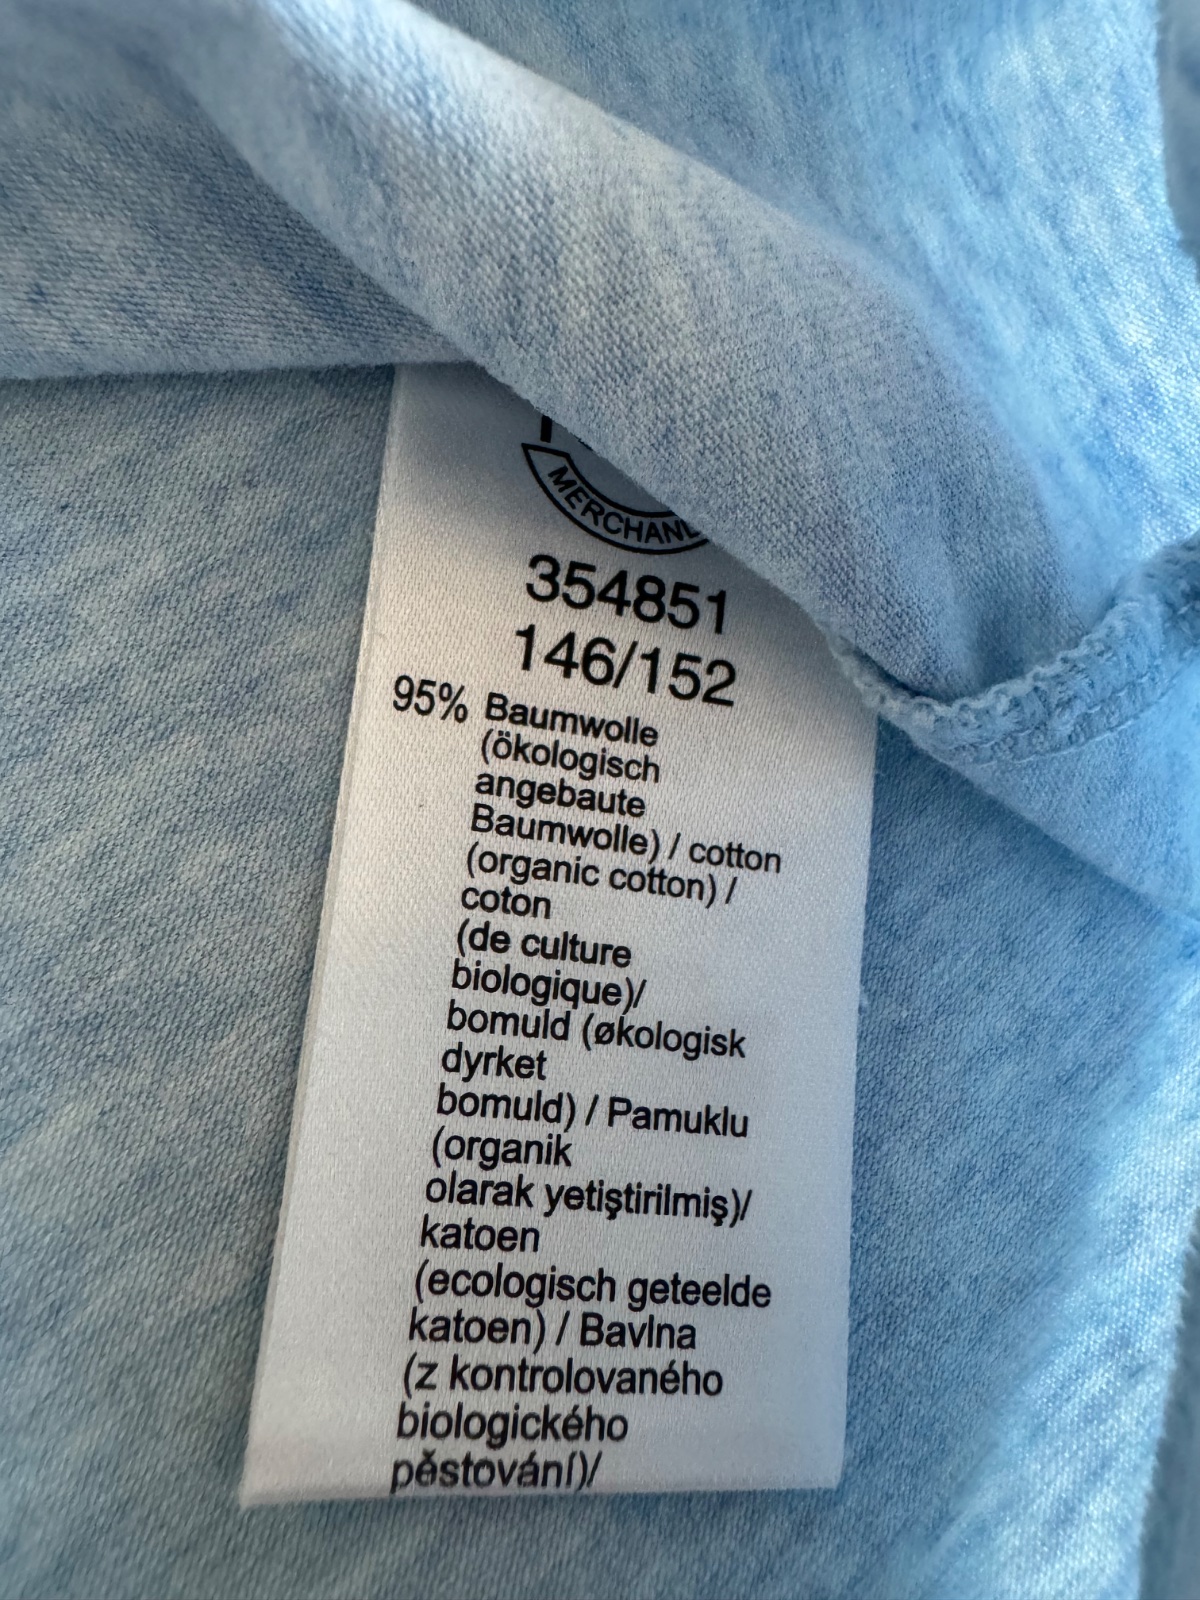 354851
146/152
95% Baumwolle
(ökologisch
angebaute
Baumwolle) / cotton
(organic cotton) /
coton
(de culture
biologique)/
bomuld (økologisk
dyrket
bomuld) / Pamuklu
(organik
olarak yetiştirilmiş)/
katoen
(ecologisch geteelde
katoen) / Bavlna
(z kontrolovaného
biologického
pěstování)/